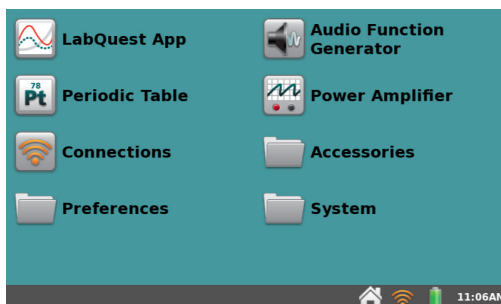 LabQuest App
Audio Function
Generator
78
Pt
Periodic Table
Power Amplifier
Connections
Accessories
Preferences
System
11:06AM